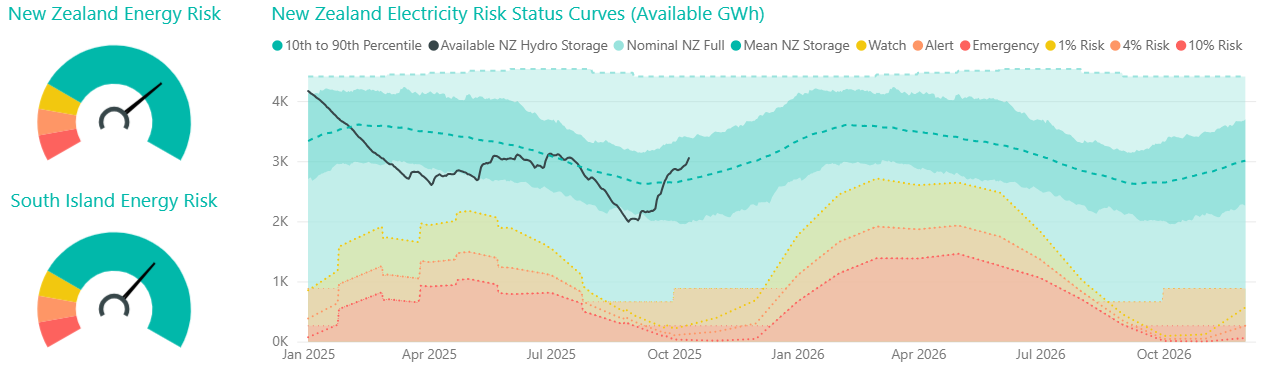 New Zealand Energy Risk
South Island Energy Risk
New Zealand Electricity Risk Status Curves (Available GWh)
10th to 90th Percentile Available NZ Hydro Storage Nominal NZ Full Mean NZ Storage Watch Alert Emergency 1% Risk 4% Risk 10% Risk
4K
3K
2K
1K
0K
Jan 2025 Apr 2025 Jul 2025 Oct 2025 Jan 2026 Apr 2026 Jul 2026 Oct 2026